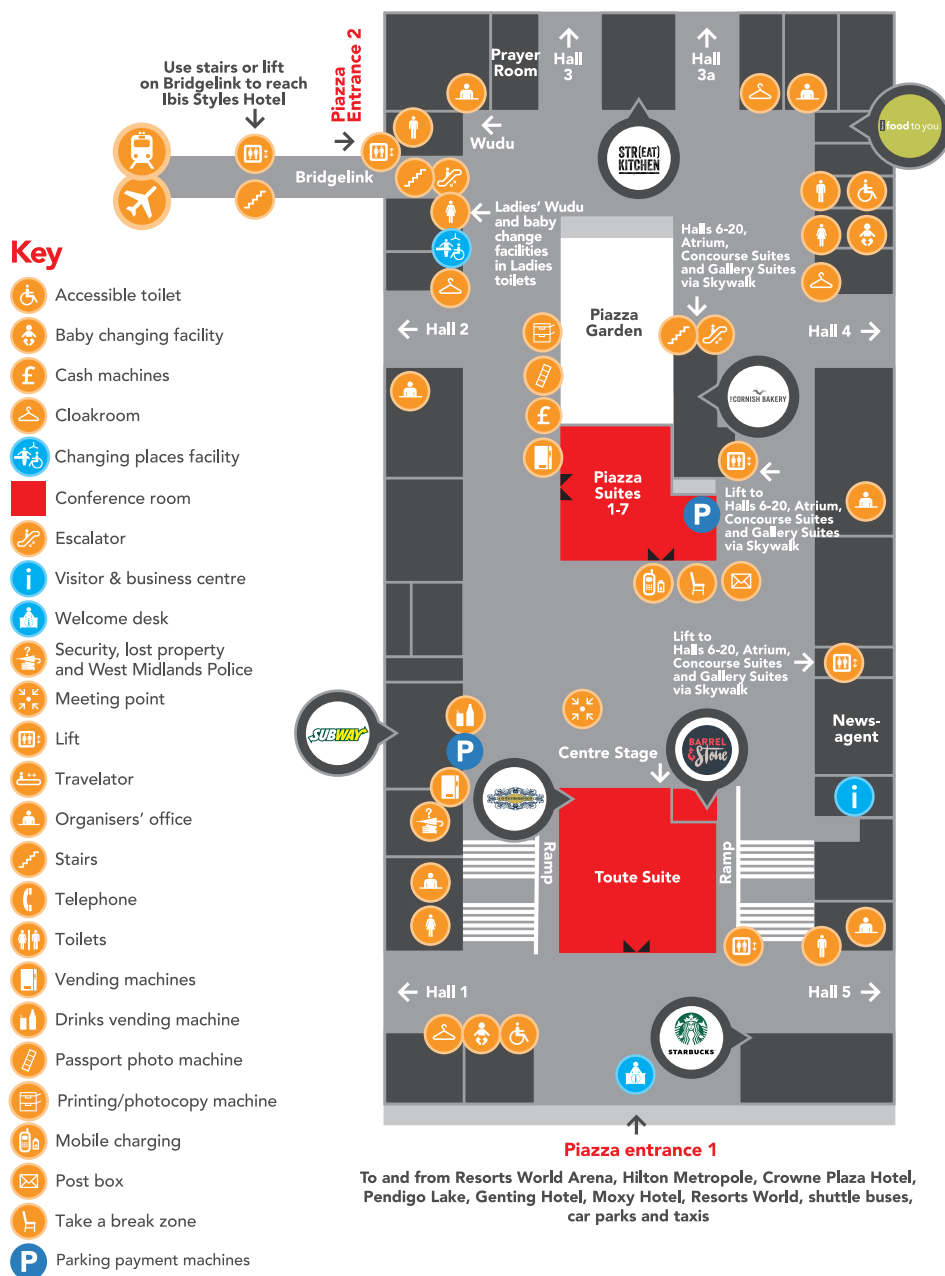 Use stairs or lift
on Bridgelink to reach
Ibis Styles Hotel
Piazza
Entrance 2
Prayer
Room
Hall
3
Hall
3a
food to you
Wudu
STR(EAT)
KITCHEN
Bridgelink
Ladies' Wudu
and baby
change
facilities
in Ladies
toilets
Halls 6-20,
Atrium,
Concourse Suites
and Gallery Suites
via Skywalk
Hall 2
Piazza
Garden
Hall 4
THE CORNISH BAKERY
£
Piazza
Suites
1-7
P
Lift to
Halls 6-20, Atrium,
Concourse Suites
and Gallery Suites
via Skywalk
Lift to
Halls 6-20, Atrium,
Concourse Suites
and Gallery Suites
via Skywalk
SUBWAY
P
News-
agent
Centre Stage
BARREL
& Stone
i
?
Ramp
Toute Suite
Ramp
Hall 1
Hall 5
STARBUCKS
Piazza entrance 1
To and from Resorts World Arena, Hilton Metropole, Crowne Plaza Hotel,
Pendigo Lake, Genting Hotel, Moxy Hotel, Resorts World, shuttle buses,
car parks and taxis
Key
Accessible toilet
Baby changing facility
£ Cash machines
Cloakroom
Changing places facility
Conference room
Escalator
i Visitor & business centre
Welcome desk
? Security, lost property
and West Midlands Police
Meeting point
Lift
Travelator
Organisers' office
Stairs
Telephone
Toilets
Vending machines
Drinks vending machine
Passport photo machine
Printing/photocopy machine
Mobile charging
Post box
Take a break zone
P Parking payment machines